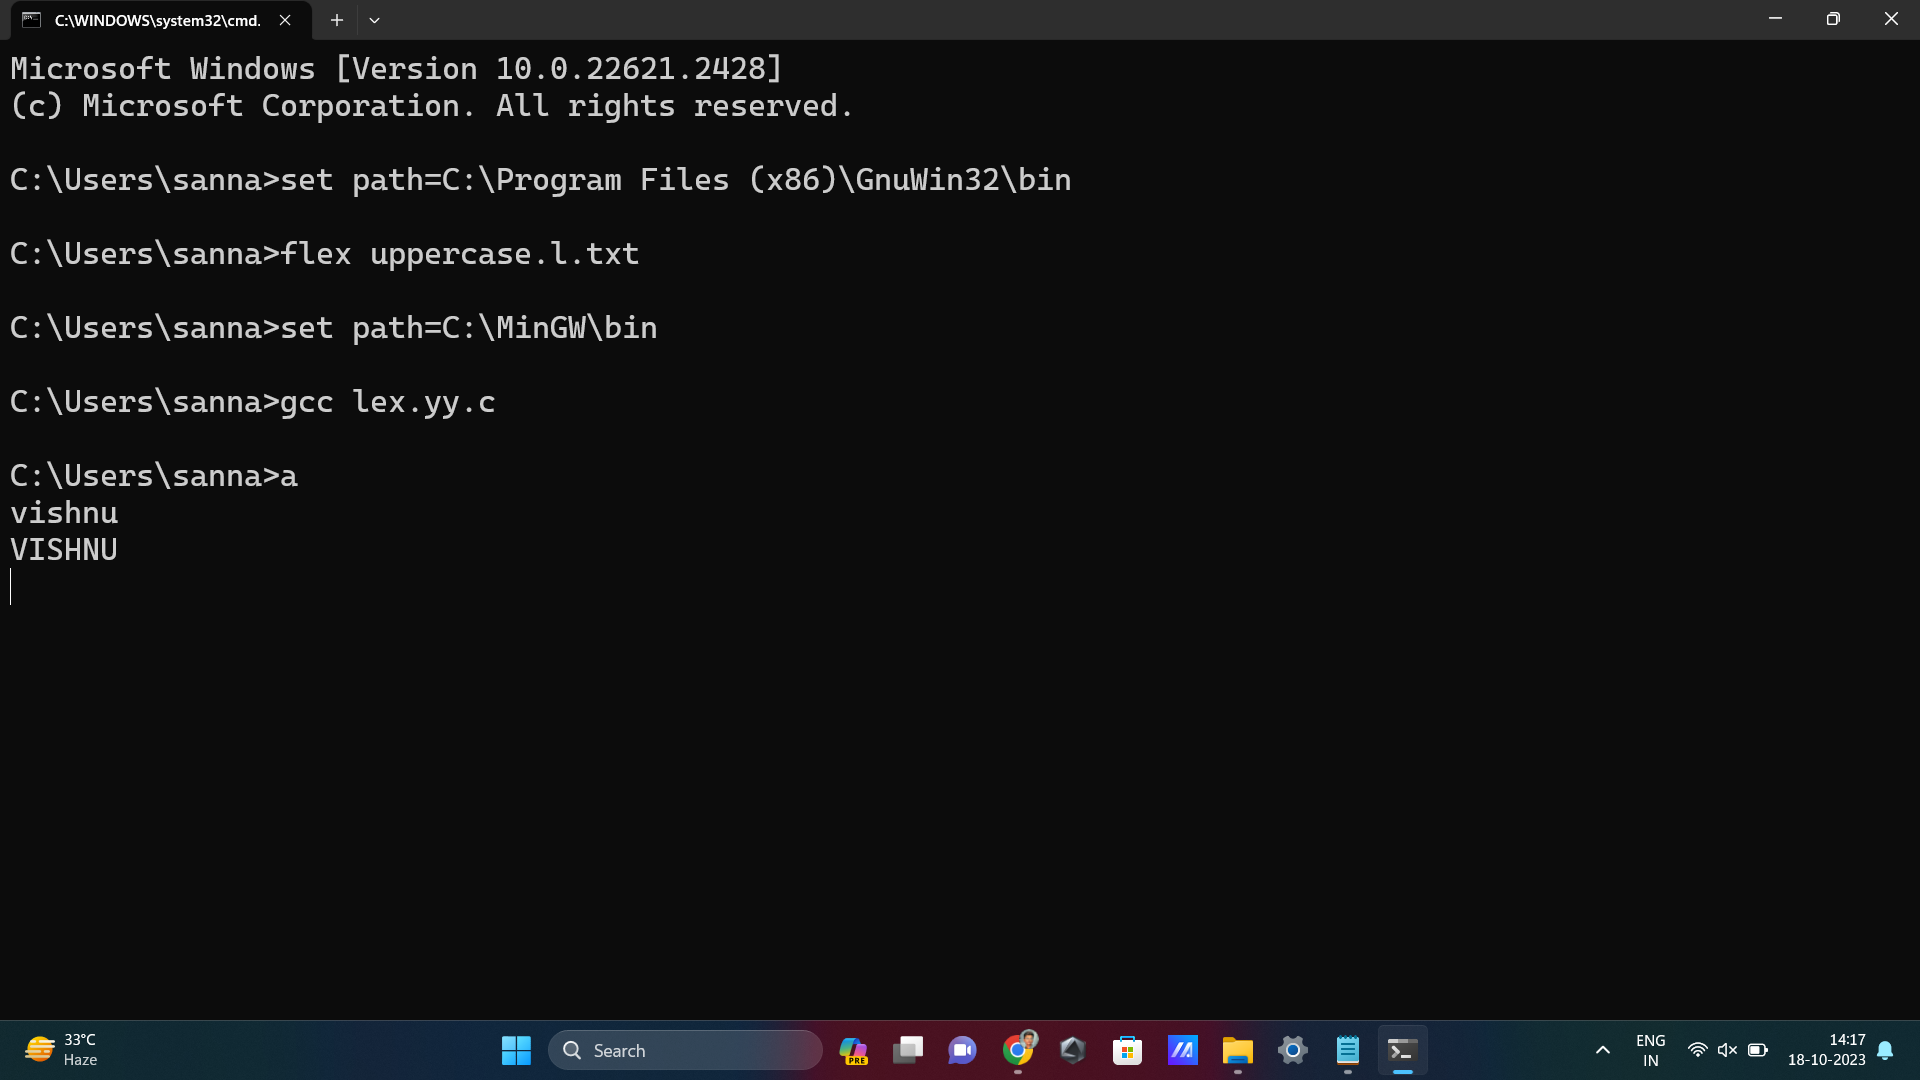 C:\WINDOWS\system32\cmd.
Microsoft Windows [Version 10.0.22621.2428]
(c) Microsoft Corporation. All rights reserved.
C:\Users\sanna>set path=C:\Program Files (x86)\GnuWin32\bin
C:\Users\sanna>flex uppercase.l.txt
C:\Users\sanna>set path=C:\MinGW\bin
C:\Users\sanna>gcc lex.yy.c
C:\Users\sanna>a
vishnu
VISHNU
33°C
Haze
Search
PRE
ENG
IN
14:17
18-10-2023